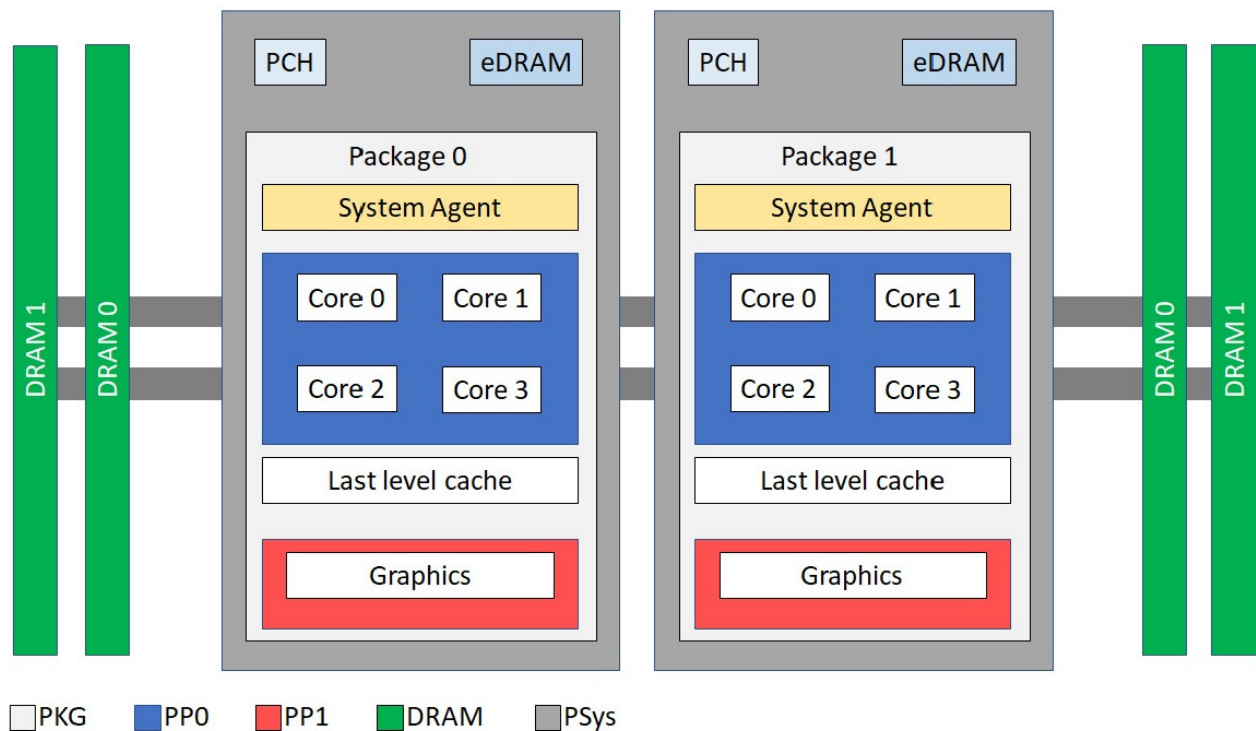 PCH
eDRAM
Package 0
System Agent
Core 0
Core 1
Core 2
Core 3
Last level cache
Graphics
PCH
eDRAM
Package 1
System Agent
Core 0
Core 1
Core 2
Core 3
Last level cache
Graphics
DRAM 1
DRAM 0
DRAM 0
DRAM 1
PKG
PP0
PP1
DRAM
PSys